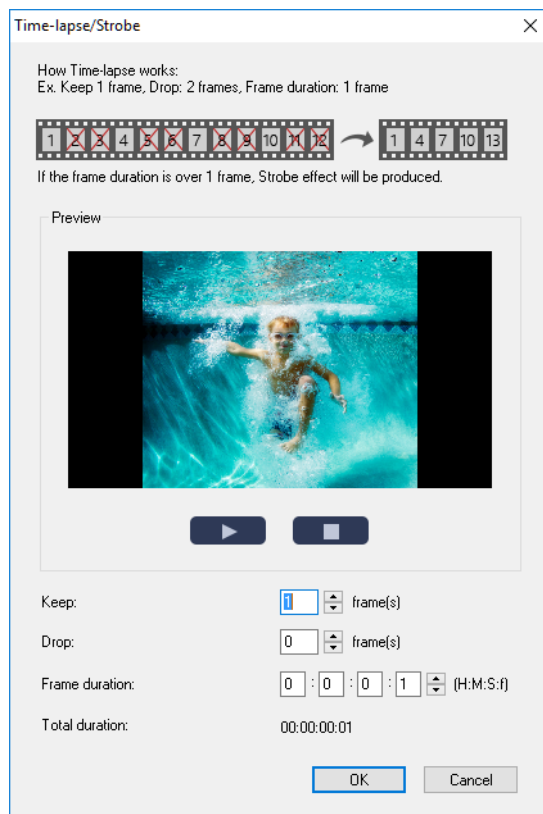 Time-lapse/Strobe
How Time-lapse works:
Ex. Keep 1 frame, Drop: 2 frames, Frame duration: 1 frame
1 2 3 4 5 6 7 8 9 10 11 12 1 4 7 10 13
If the frame duration is over 1 frame, Strobe effect will be produced.
Preview
Keep: 1 frame(s)
Drop: 0 frame(s)
Frame duration: 0 : 0 : 0 : 1 (H:M:S:f)
Total duration: 00:00:00:01
OK Cancel